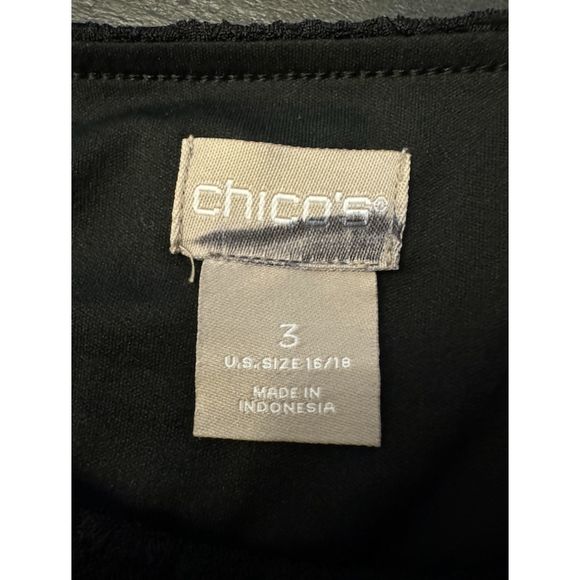 chico's®
3
U.S. SIZE 16/18
MADE IN
INDONESIA